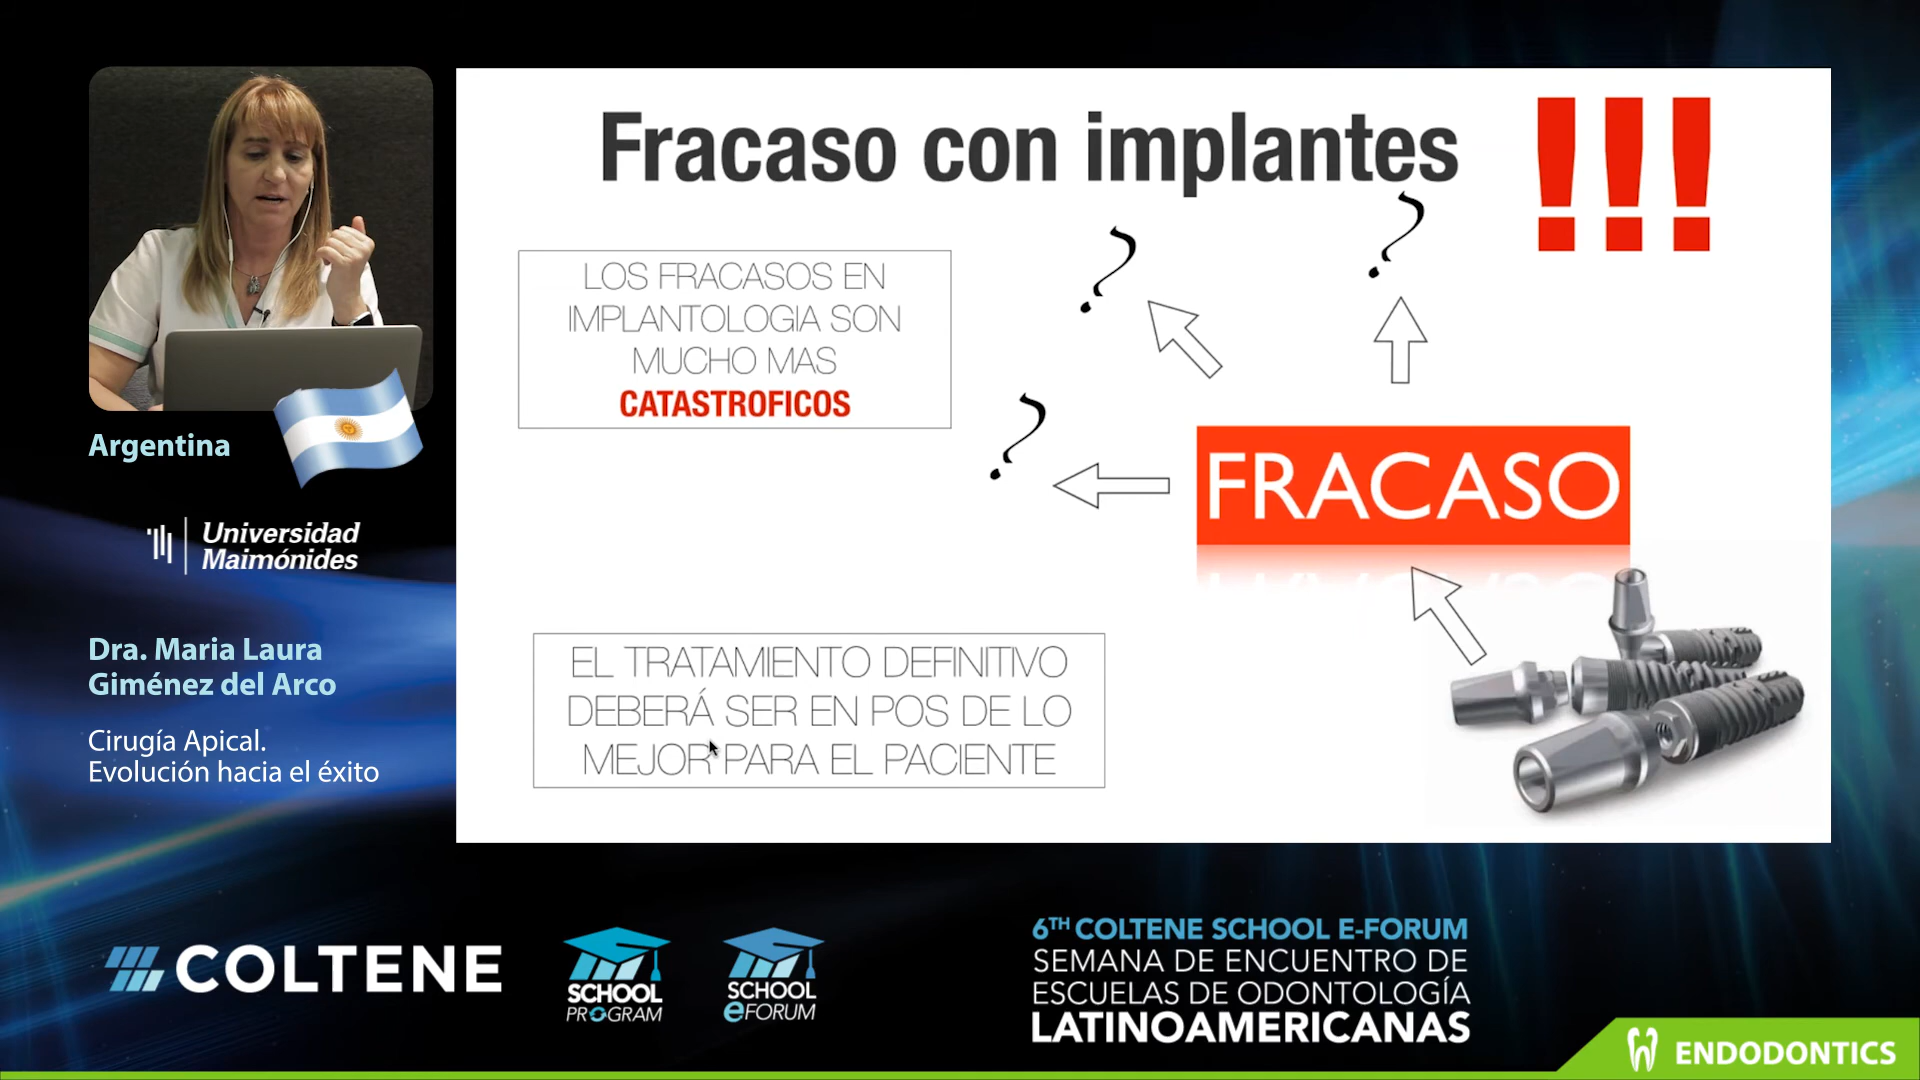 Fracaso con implantes
!!!
LOS FRACASOS EN
IMPLANTOLOGIA SON
MUCHO MAS
CATASTROFICOS
?
?
?
FRACASO
EL TRATAMIENTO DEFINITIVO
DEBERÁ SER EN POS DE LO
MEJOR PARA EL PACIENTE
Argentina
Universidad
Maimónides
Dra. Maria Laura
Giménez del Arco
Cirugía Apical.
Evolución hacia el éxito
COLTENE
SCHOOL
PROGRAM
SCHOOL
eFORUM
6TH COLTENE SCHOOL E-FORUM
SEMANA DE ENCUENTRO DE
ESCUELAS DE ODONTOLOGÍA
LATINOAMERICANAS
ENDODONTICS